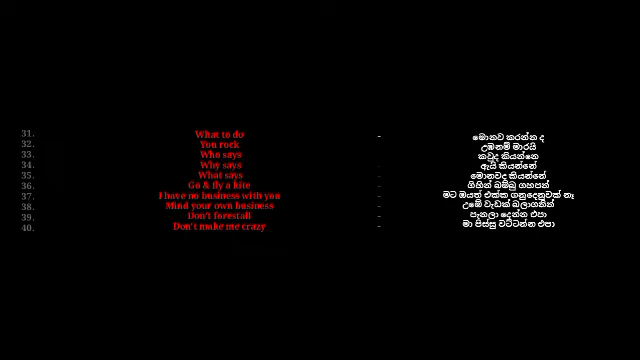 31. What to do - මොනව කරන්න ද
32. You rock උඹනම් මාරයි
33. Who says කවුද කියන්නෙ
34. Why says - ඇයි කියන්නේ
35. What says - මොනවද කියන්නේ
36. Go & fly a kite - ගිහින් බම්බු ගහපන්
37. I have no business with you - මට ඔයත් එක්ක ගනුදෙනුවක් නෑ
38. Mind your own business - උඹේ වැඩක් බලාගනින්
39. Don't forestall - පැනලා දෙන්න එපා
40. Don't make me crazy - මා පිස්සු වට්ටන්න එපා